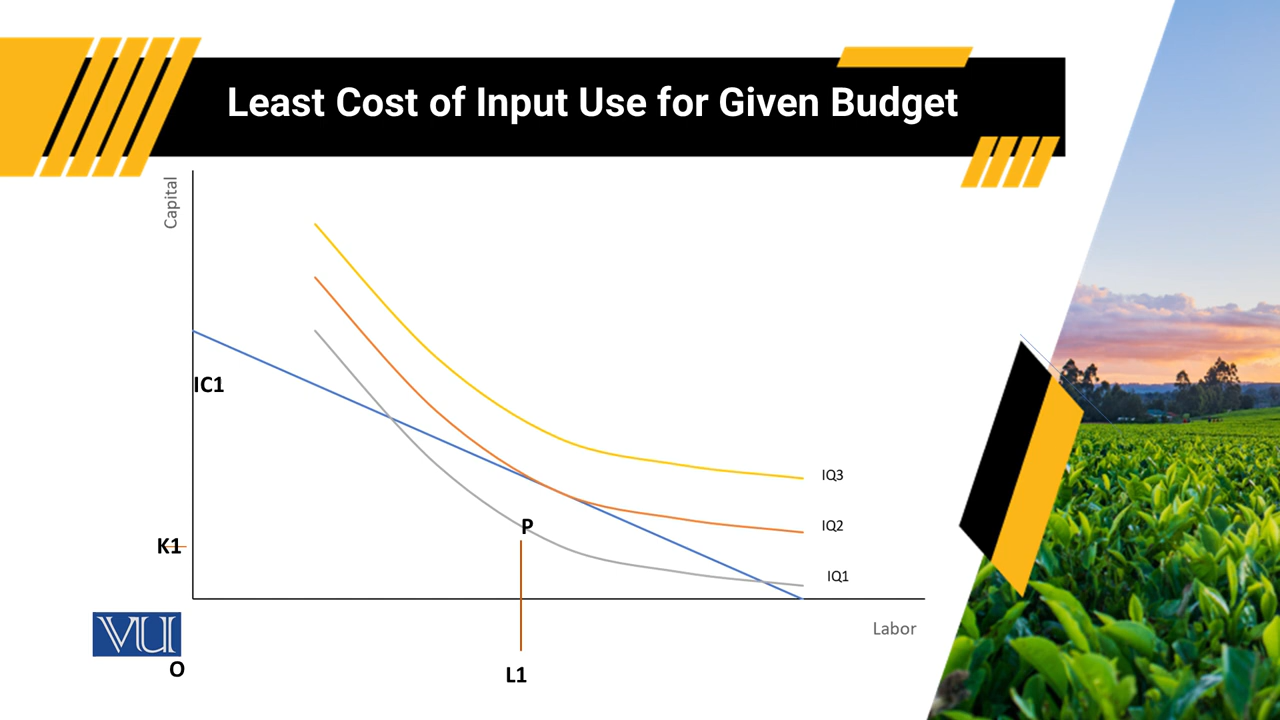 Least Cost of Input Use for Given Budget
Capital
IC1
IQ3
P
IQ2
K1
IQ1
Labor
VU
O
L1